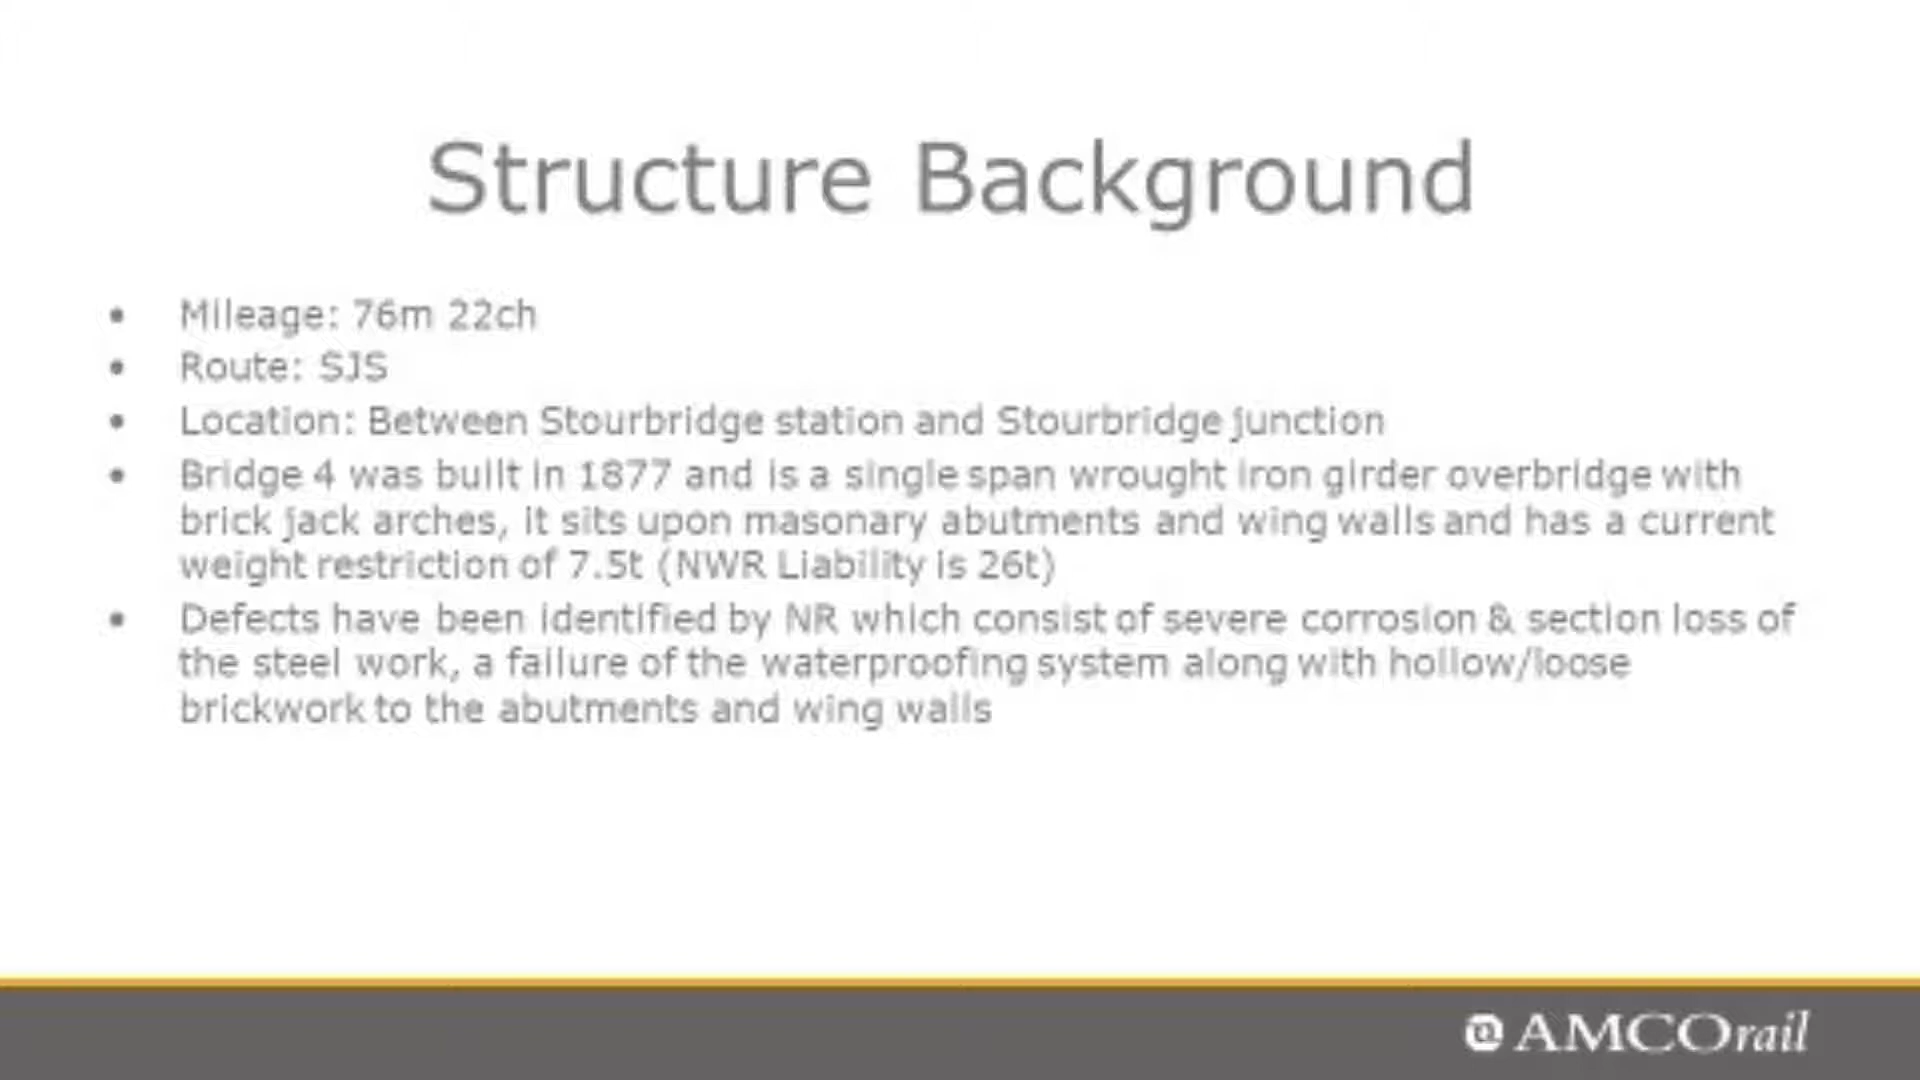 Structure Background
• Mileage: 76m 22ch
• Route: SJS
• Location: Between Stourbridge station and Stourbridge junction
• Bridge 4 was built in 1877 and is a single span wrought iron girder overbridge with
brick jack arches, it sits upon masonary abutments and wing walls and has a current
weight restriction of 7.5t (NWR Liability is 26t)
• Defects have been identified by NR which consist of severe corrosion & section loss of
the steel work, a failure of the waterproofing system along with hollow/loose
brickwork to the abutments and wing walls
AMCOrail